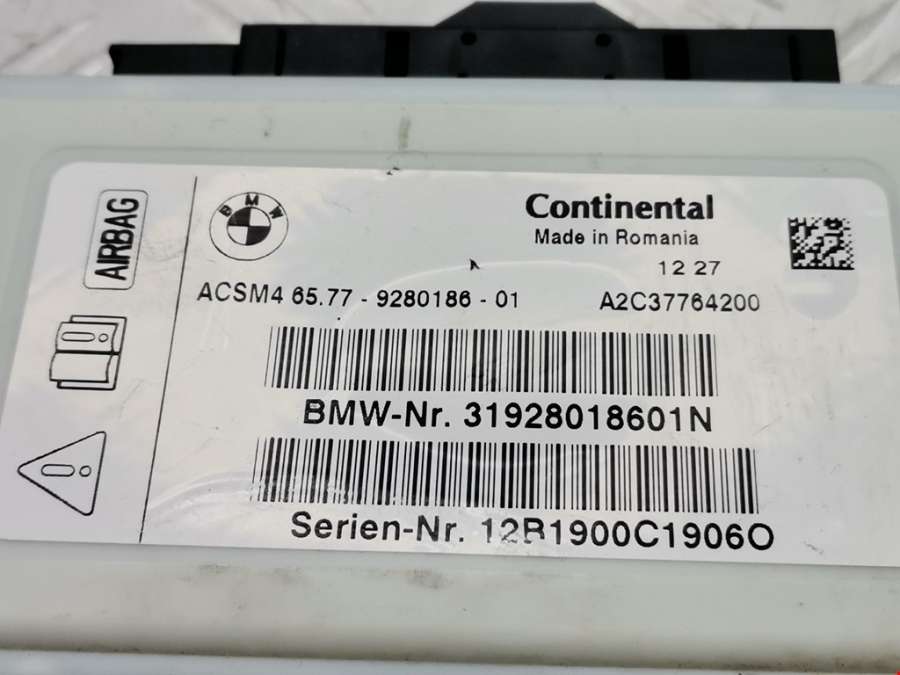 AIRBAG
BMW
Continental
Made in Romania
12 27
ACSM4 65.77 - 9280186 - 01
A2C37764200
BMW-Nr. 31928018601N
Serien-Nr. 12B1900C1906O